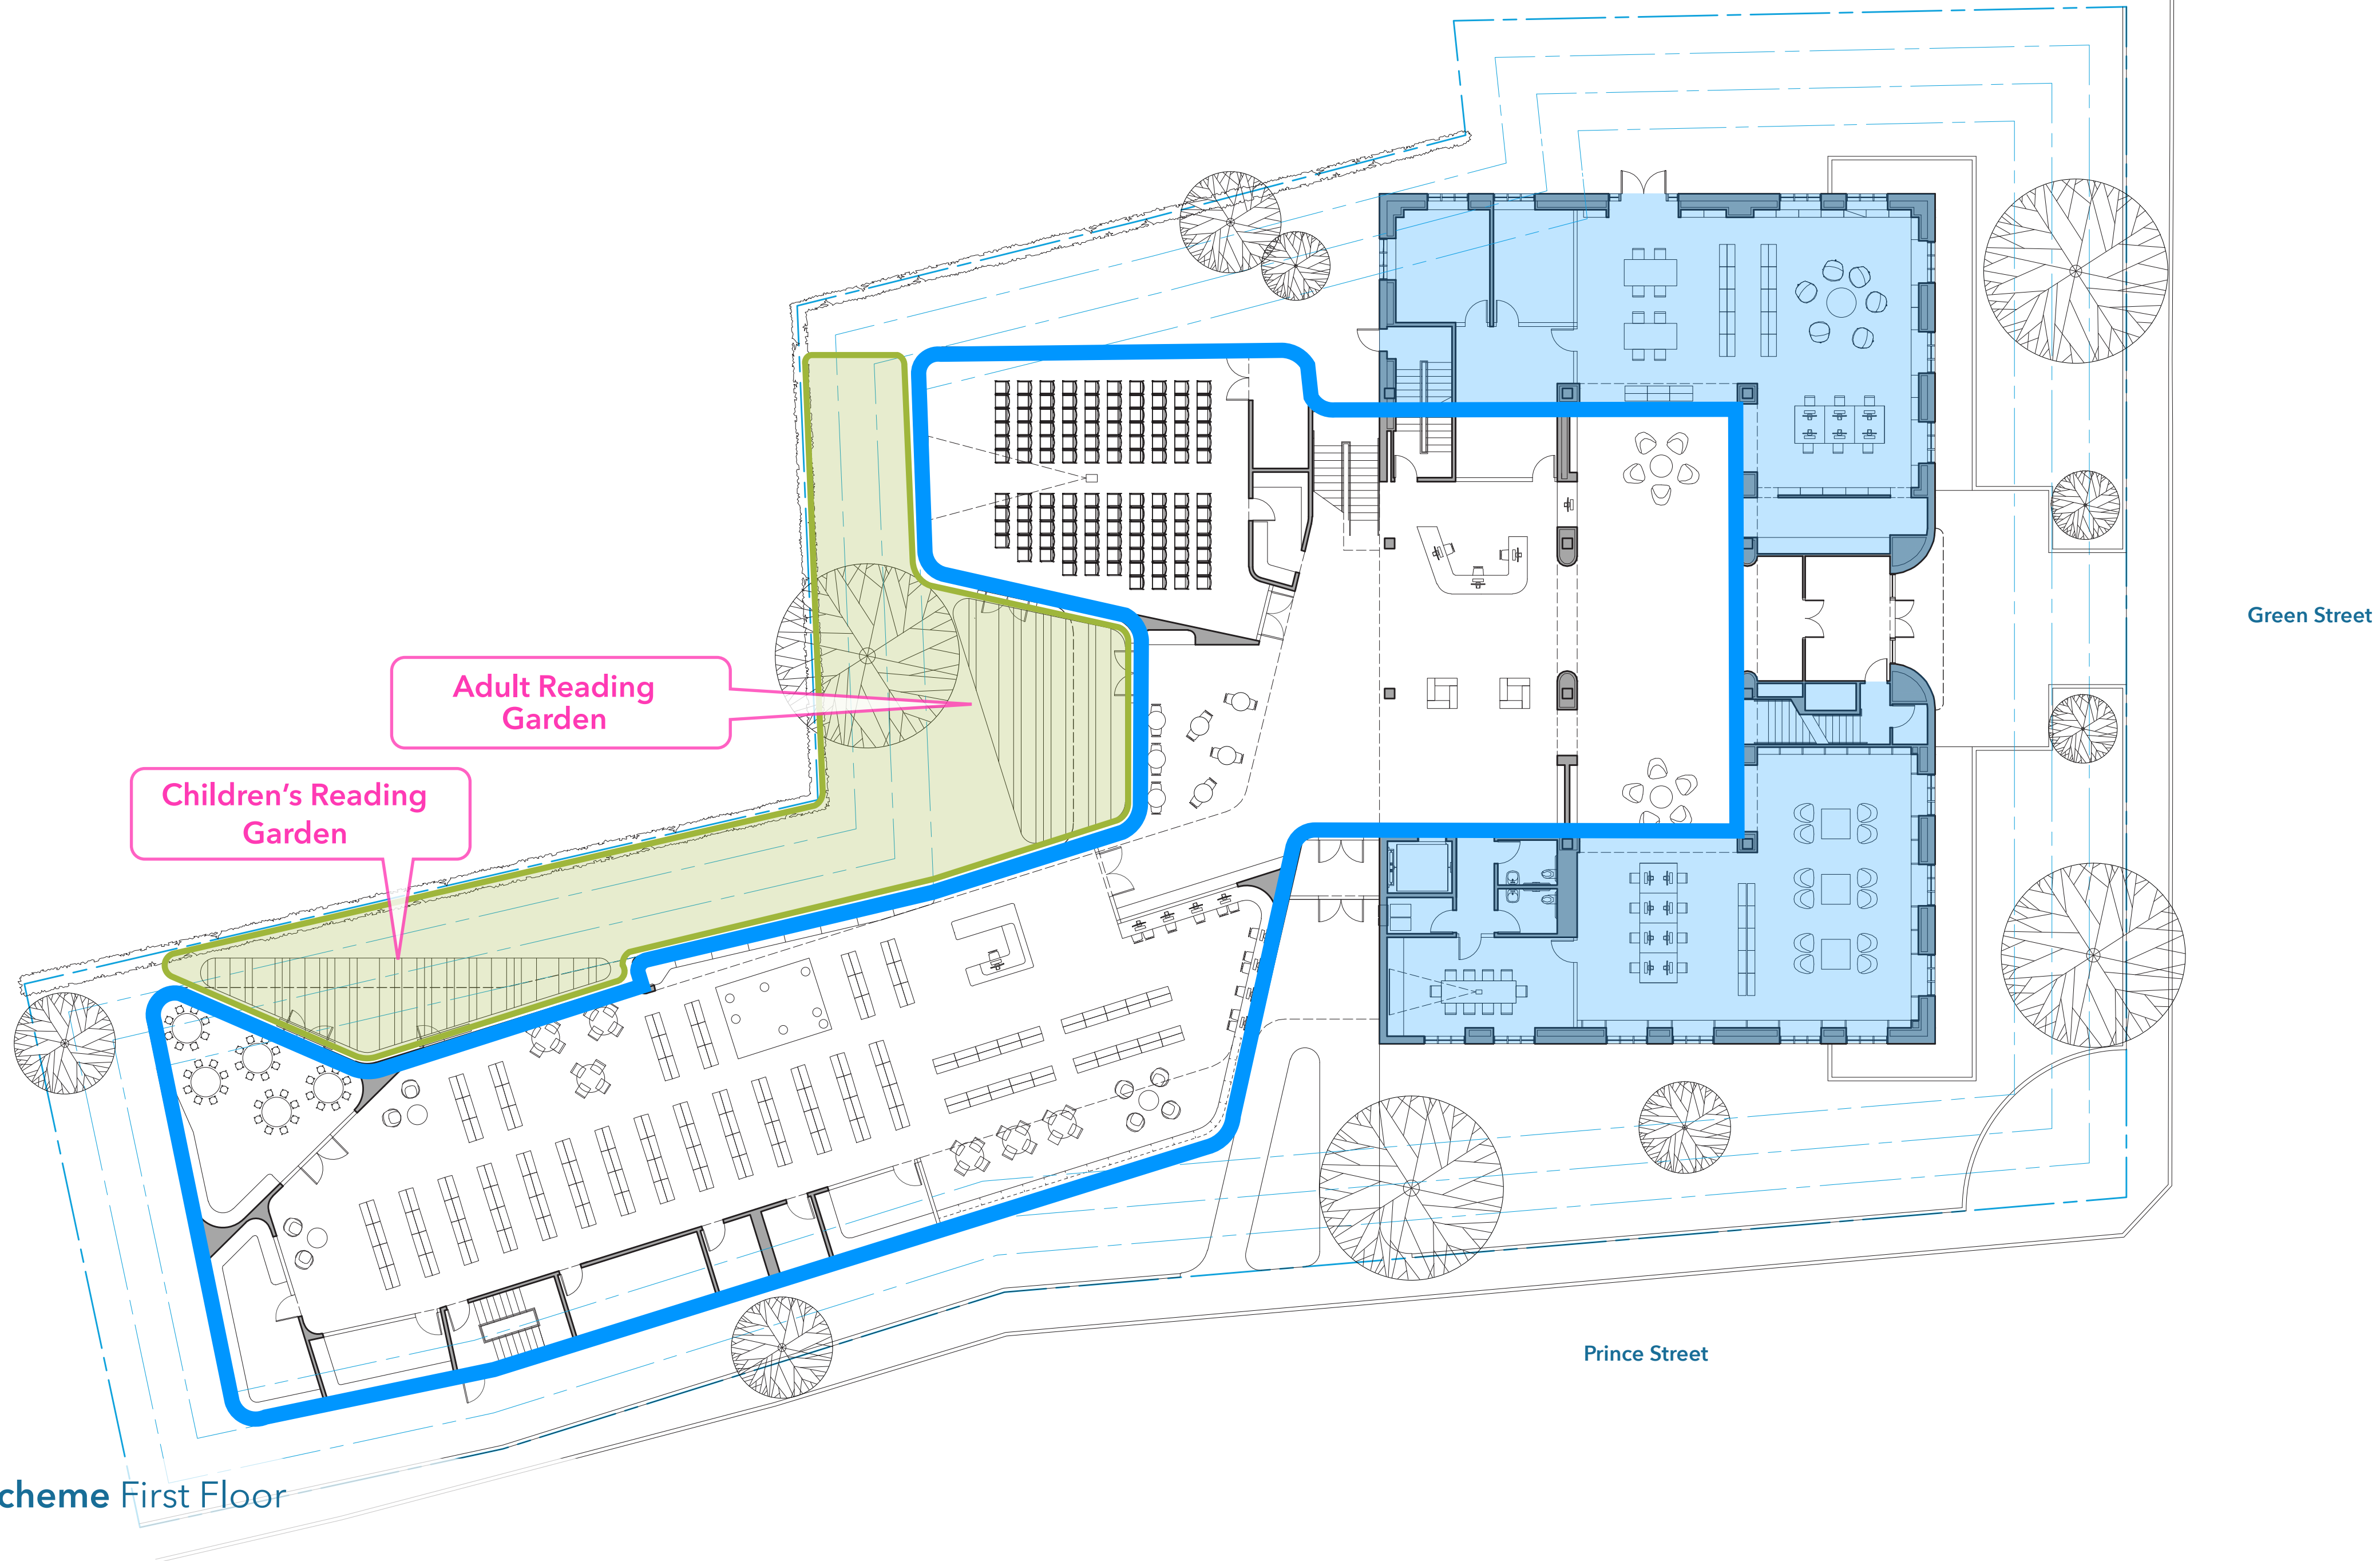 Green Street
Adult Reading
Garden
Children's Reading
Garden
Prince Street
cheme First Floor